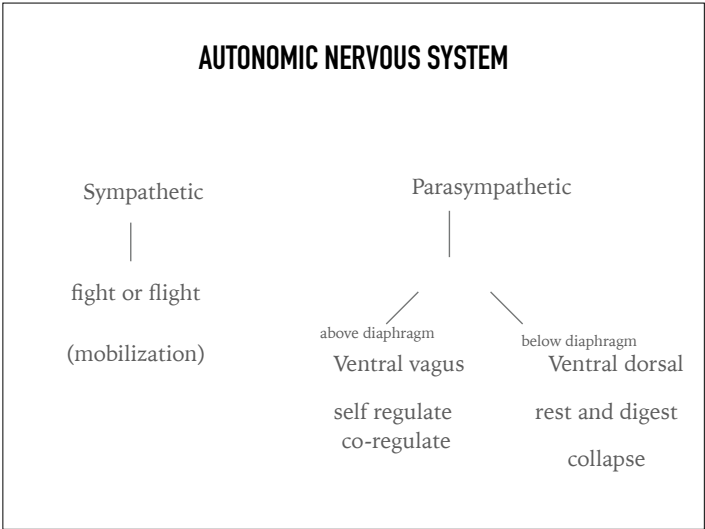 AUTONOMIC NERVOUS SYSTEM
Sympathetic
fight or flight
(mobilization)
Parasympathetic
above diaphragm
Ventral vagus
self regulate
co-regulate
below diaphragm
Ventral dorsal
rest and digest
collapse